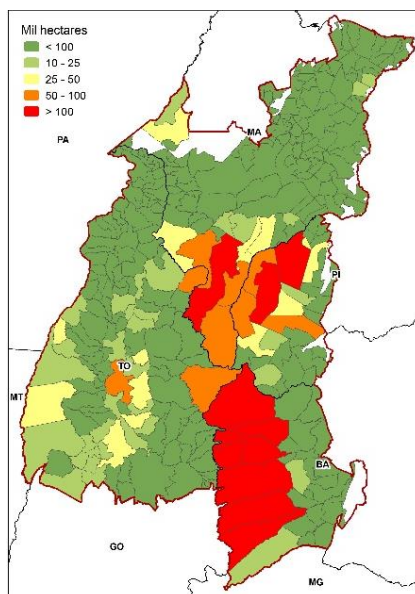 Mil hectares
< 100
10 - 25
25 - 50
50 - 100
> 100
PA
MA
PI
TO
MT
BA
GO
MG